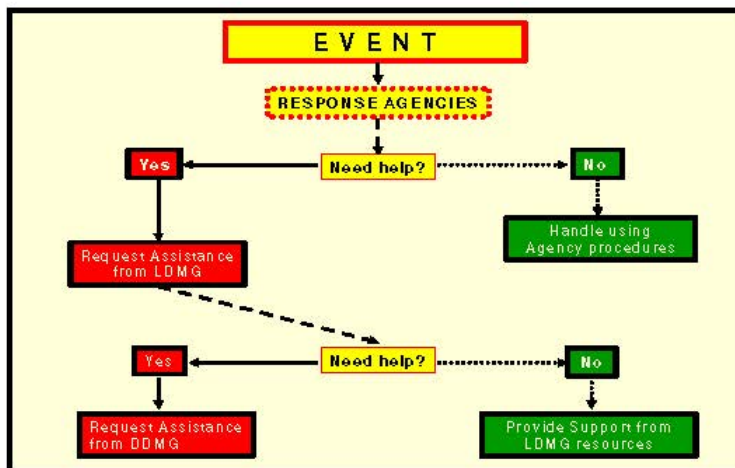 EVENT
RESPONSE AGENCIES
Yes
Need help?
No
Handle using
Agency procedures
Request Assistance
from LDMG
Yes
Need help?
No
Request Assistance
from DDMG
Provide Support from
LDMG resources